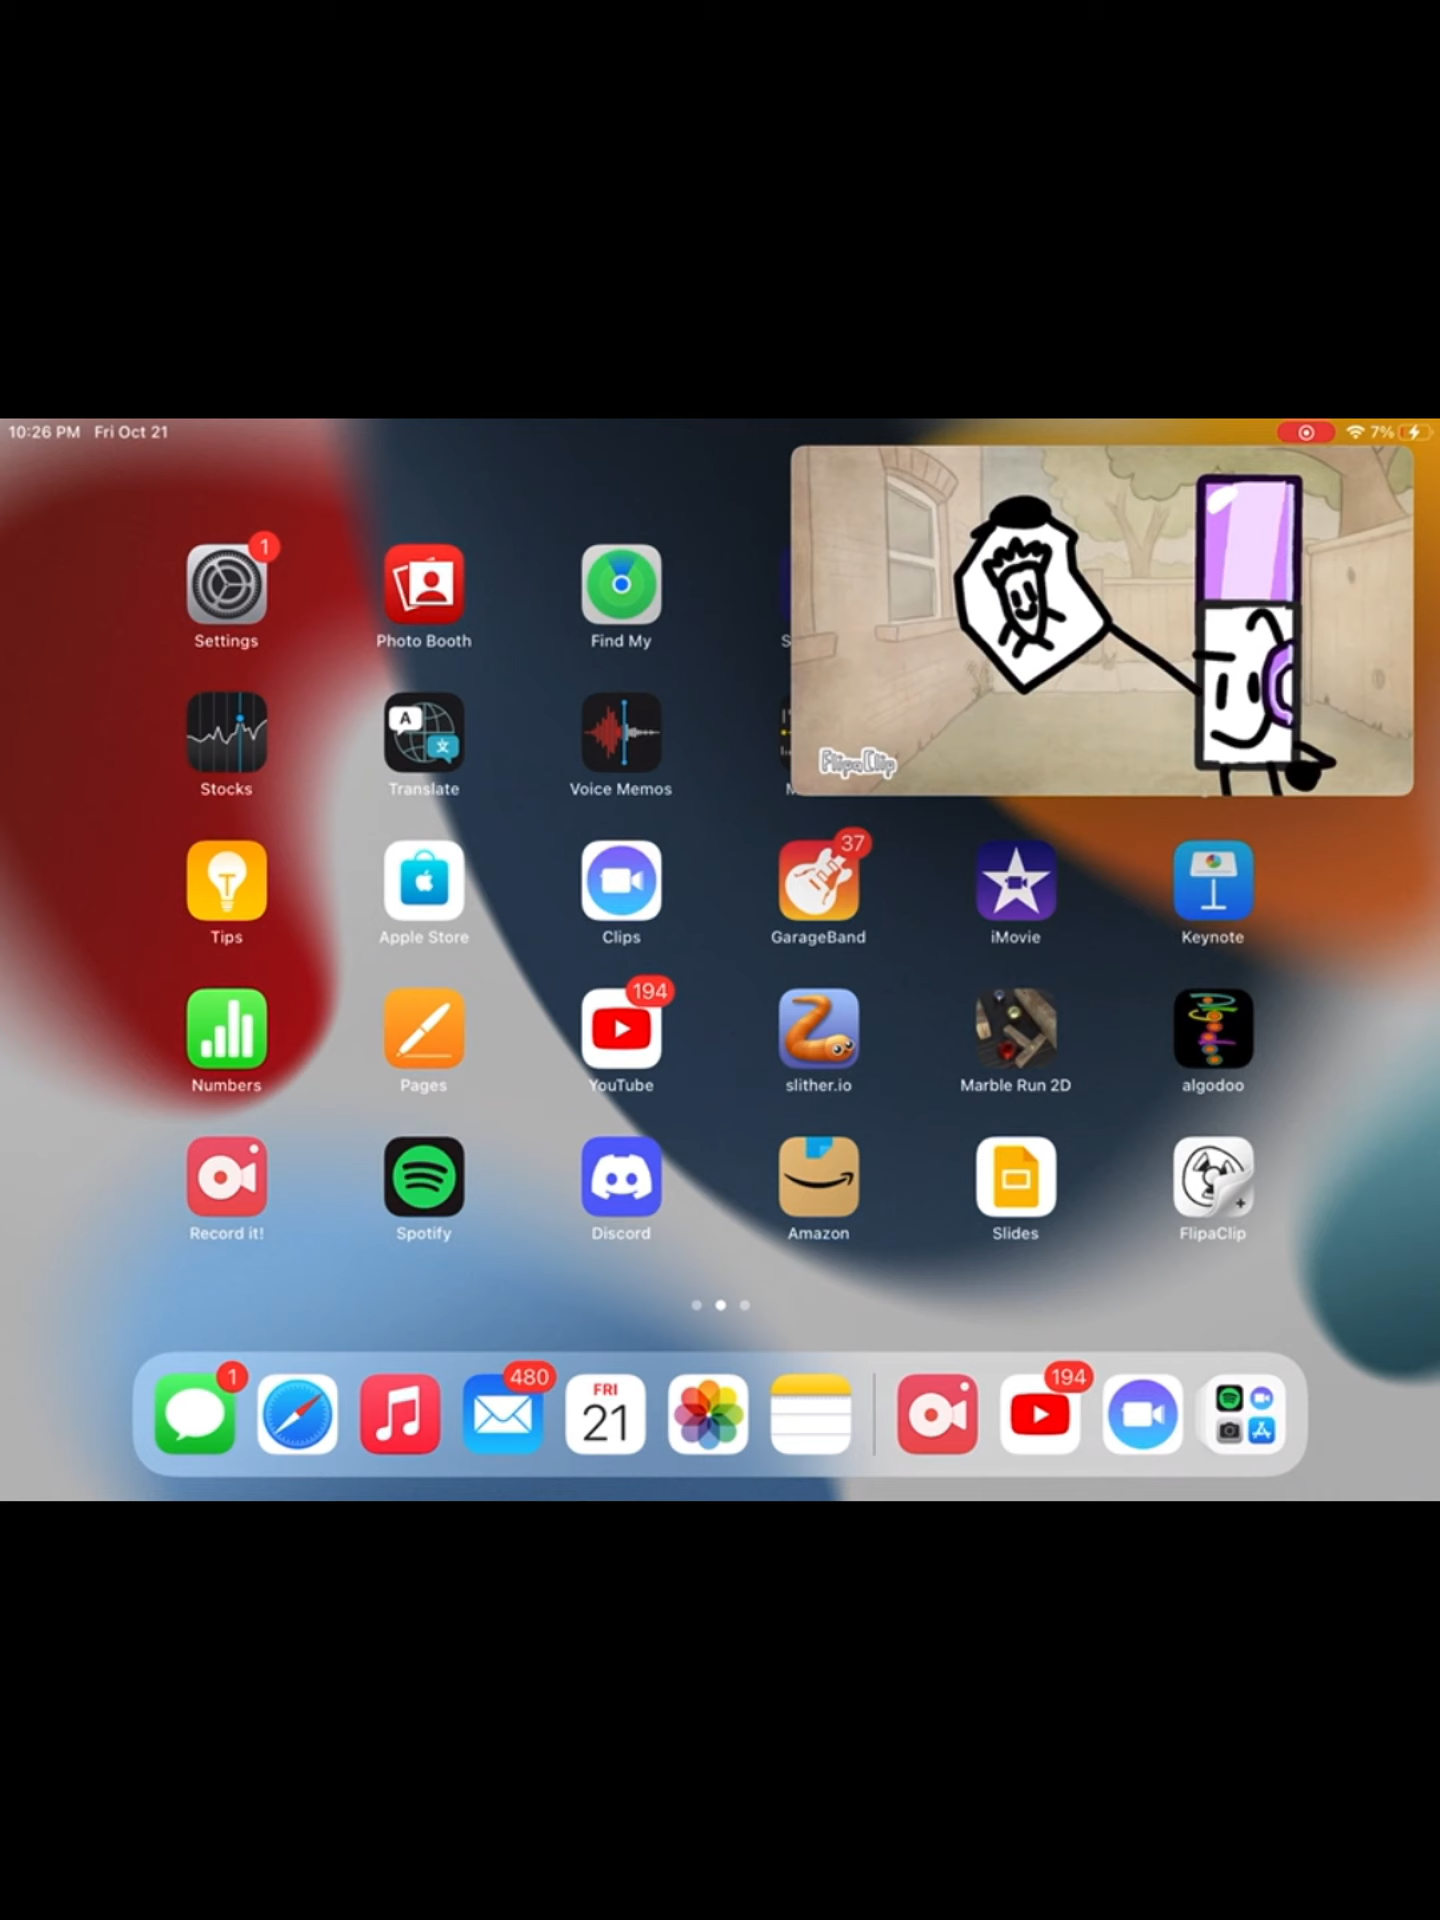 10:26 PM Fri Oct 21
7%
1
Settings
Photo Booth
Find My
S
A
文
Stocks
Translate
Voice Memos
M
FlipaClip
37
Tips
Apple Store
Clips
GarageBand
iMovie
Keynote
194
Numbers
Pages
YouTube
slither.io
Marble Run 2D
algodoo
Record it!
Spotify
Discord
Amazon
Slides
FlipaClip
1
480
FRI
21
194